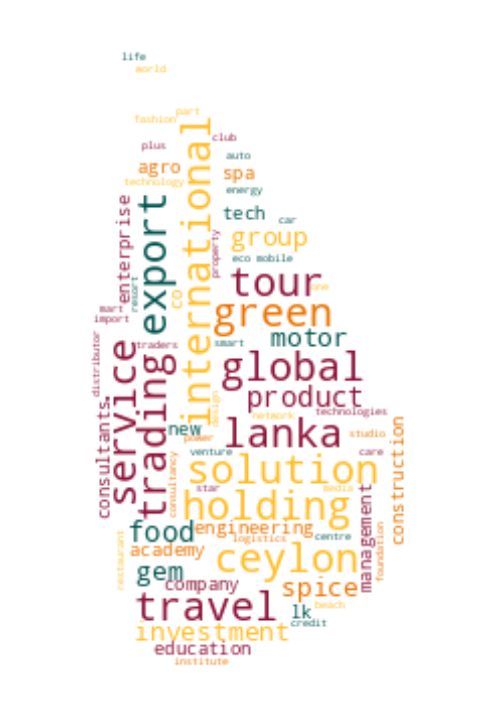 life
world
part
fashion
international
club
plus
auto
agro
spa
technology
energy
enterprise
export
tech
car
group
property
eco mobile
tour
resort
co
one
mart
green
import
motor
distributor
service
trading
traders
smart
global
product
design
technologies
network
lanka
new
studio
power
construction
consultants
consultancy
venture
care
solution
star
media
holding
management
food
engineering
logistics
centre
foundation
restaurant
academy
ceylon
gem
company
spice
travel
lk
beach
credit
investment
education
institute